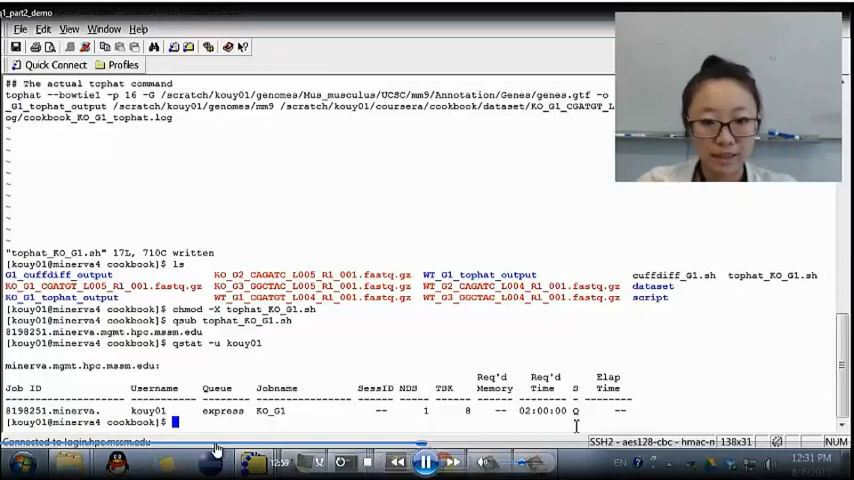 q1_part2_demo
File Edit View Window Help
Quick Connect Profiles
## The actual tophat command
tophat --bowtie1 -p 16 -G /scratch/kouy01/genomes/Mus_musculus/UCSC/mm9/Annotation/Genes/genes.gtf -o
_G1_tophat_output /scratch/kouy01/genomes/mm9 /scratch/kouy01/coursera/cookbook/dataset/KO_G1_CGATGT_L
og/cookbook_KO_G1_tophat.log
~
~
~
~
~
~
~
~
~
~
~
"tophat_KO_G1.sh" 17L, 710C written
[kouy01@minerva4 cookbook]$ ls
G1_cuffdiff_output KO_G2_CAGATC_L005_R1_001.fastq.gz WT_G1_tophat_output cuffdiff_G1.sh tophat_KO_G1.sh
KO_G1_CGATGT_L005_R1_001.fastq.gz KO_G3_GGCTAC_L005_R1_001.fastq.gz WT_G2_CAGATC_L004_R1_001.fastq.gz dataset
KO_G1_tophat_output WT_G1_CGATGT_L004_R1_001.fastq.gz WT_G3_GGCTAC_L004_R1_001.fastq.gz script
[kouy01@minerva4 cookbook]$ chmod -X tophat_KO_G1.sh
[kouy01@minerva4 cookbook]$ qsub tophat_KO_G1.sh
8198251.minerva.mgmt.hpc.mssm.edu
[kouy01@minerva4 cookbook]$ qstat -u kouy01
minerva.mgmt.hpc.mssm.edu:
Req'd Req'd Elap
Job ID Username Queue Jobname SessID NDS TSK Memory Time S Time
8198251.minerva. kouy01 express KO_G1 -- 1 8 -- 02:00:00 Q --
[kouy01@minerva4 cookbook]$
Connected to login.hpc.mssm.edu SSH2 - aes128-cbc - hmac-m 138x31 NUM
12:59 EN 12:31 PM